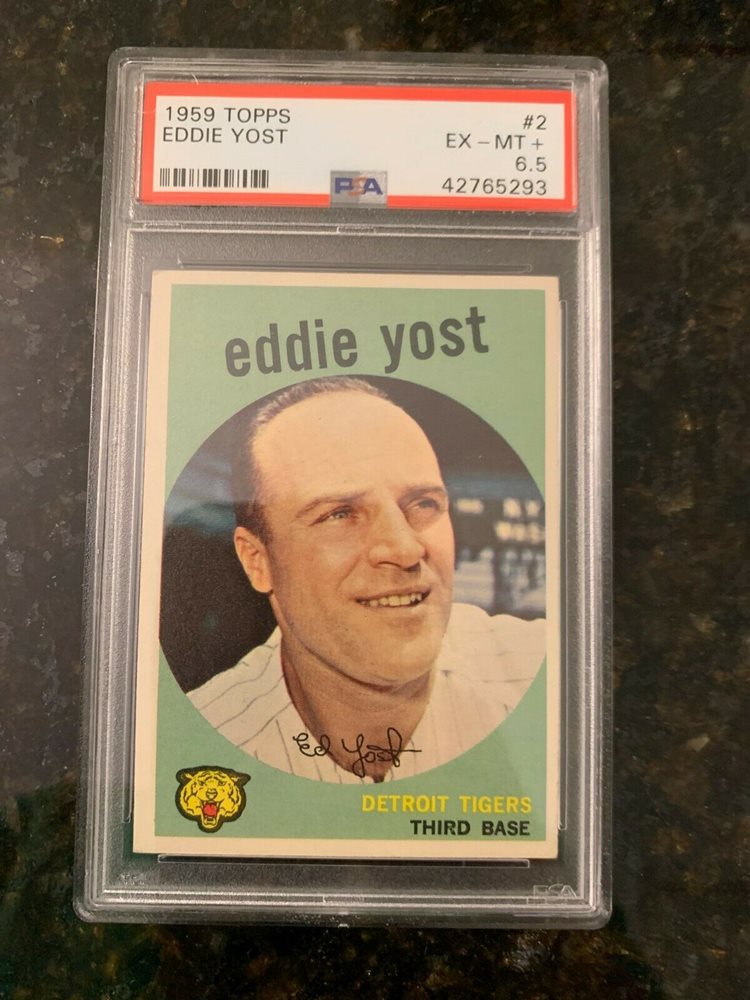 1959 TOPPS #2
EDDIE YOST EX - MT +
6.5
PSA 42765293
eddie yost
Ed Yost
DETROIT TIGERS
THIRD BASE
PSA